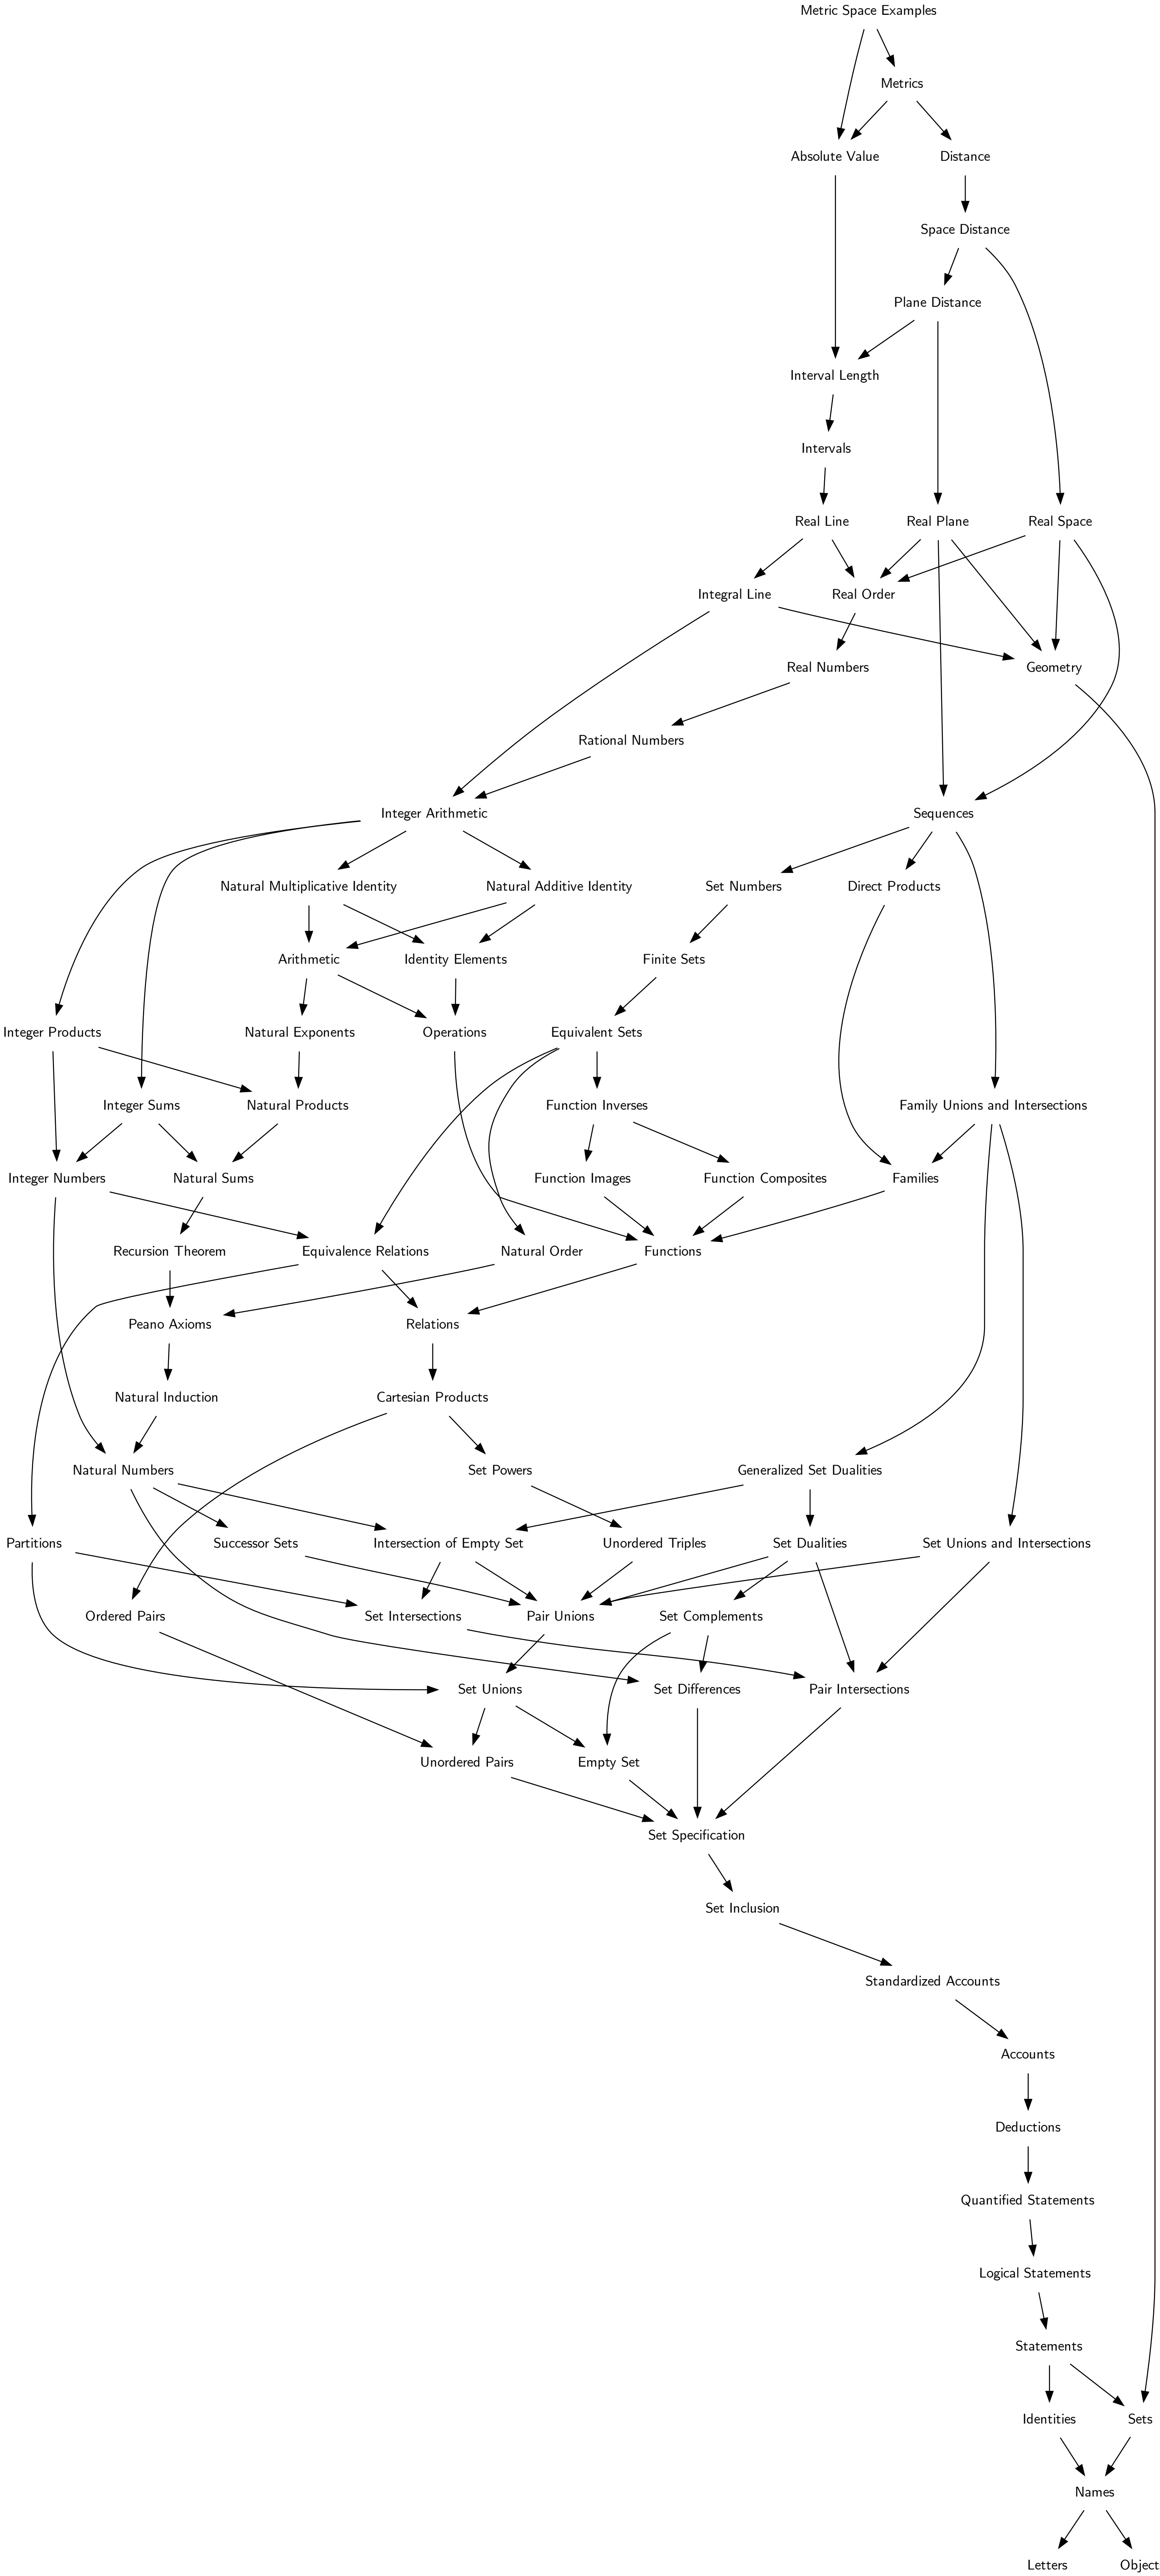 Metric Space Examples
Metrics
Absolute Value
Distance
Space Distance
Plane Distance
Interval Length
Intervals
Real Line
Real Plane
Real Space
Integral Line
Real Order
Real Numbers
Geometry
Rational Numbers
Integer Arithmetic
Sequences
Natural Multiplicative Identity
Natural Additive Identity
Set Numbers
Direct Products
Arithmetic
Identity Elements
Finite Sets
Integer Products
Natural Exponents
Operations
Equivalent Sets
Integer Sums
Natural Products
Function Inverses
Family Unions and Intersections
Integer Numbers
Natural Sums
Function Images
Function Composites
Families
Recursion Theorem
Equivalence Relations
Natural Order
Functions
Peano Axioms
Relations
Natural Induction
Cartesian Products
Natural Numbers
Set Powers
Generalized Set Dualities
Partitions
Successor Sets
Intersection of Empty Set
Unordered Triples
Set Dualities
Set Unions and Intersections
Ordered Pairs
Set Intersections
Pair Unions
Set Complements
Set Unions
Set Differences
Pair Intersections
Unordered Pairs
Empty Set
Set Specification
Set Inclusion
Standardized Accounts
Accounts
Deductions
Quantified Statements
Logical Statements
Statements
Identities
Sets
Names
Letters
Object